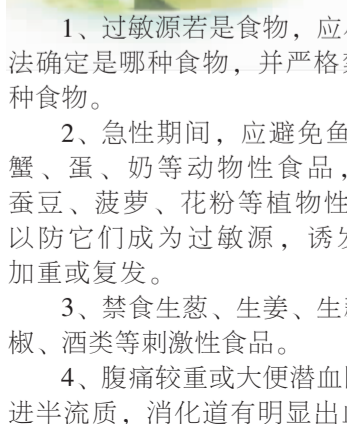 1、过敏源若是食物，应
法确定是哪种食物，并严格
种食物。
2、急性期间，应避免鱼
蟹、蛋、奶等动物性食品，
蚕豆、菠萝、花粉等植物性
以防它们成为过敏源，诱发
加重或复发。
3、禁食生葱、生姜、生
椒、酒类等刺激性食品。
4、腹痛较重或大便潜血
进半流质，消化道有明显出